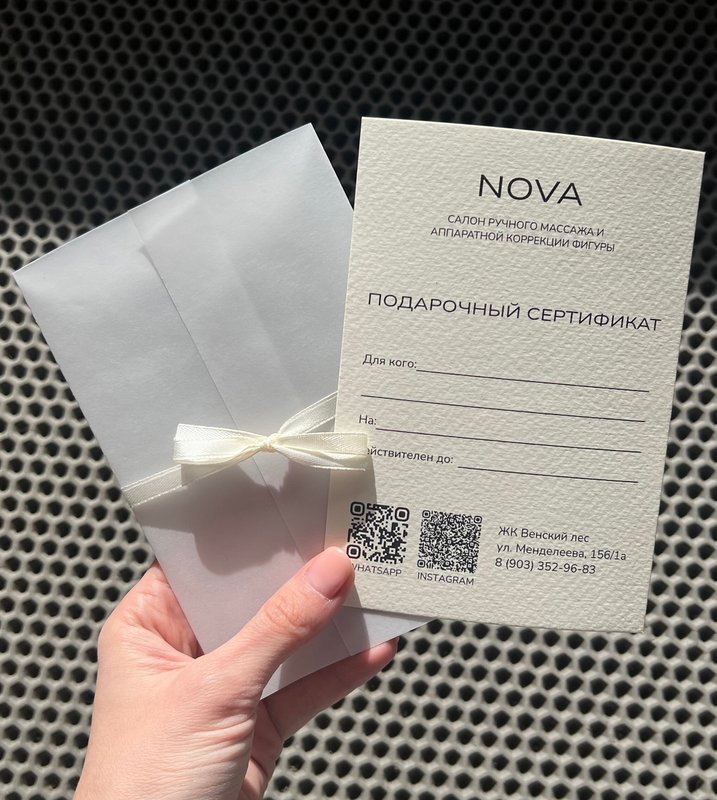 NOVA
САЛОН РУЧНОГО МАССАЖА И
АППАРАТНОЙ КОРРЕКЦИИ ФИГУРЫ
ПОДАРОЧНЫЙ СЕРТИФИКАТ
Для кого:
На:
ействителен до:
WHATSAPP
INSTAGRAM
ЖК Венский лес
ул. Менделеева, 156/1а
8 (903) 352-96-83